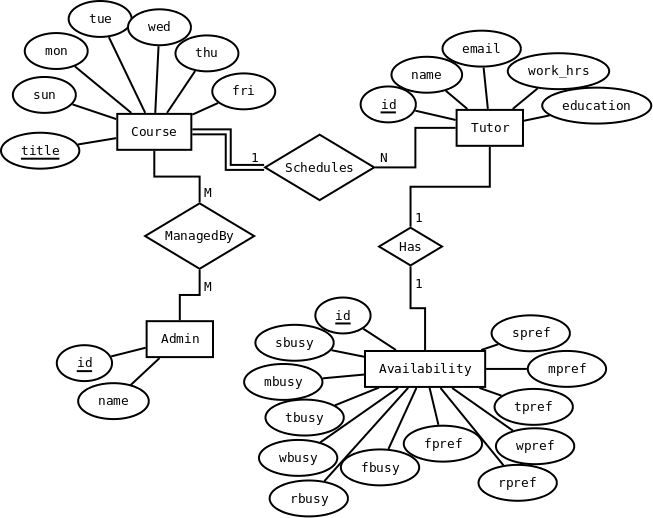 tue
wed
mon
thu
email
name
work_hrs
sun
fri
id
education
Course
Tutor
title
1
Schedules
N
M
ManagedBy
1
Has
M
1
id
Admin
sbusy
spref
id
Availability
mpref
mbusy
name
tbusy
tpref
fpref
wpref
wbusy
fbusy
rpref
rbusy